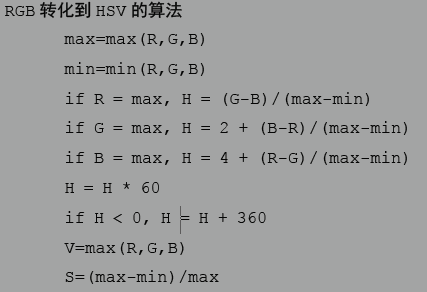 RGB 转化到 HSV 的算法
max=max(R,G,B)
min=min(R,G,B)
if R = max, H = (G-B)/(max-min)
if G = max, H = 2 + (B-R)/(max-min)
if B = max, H = 4 + (R-G)/(max-min)
H = H * 60
if H < 0, H = H + 360
V=max(R,G,B)
S=(max-min)/max